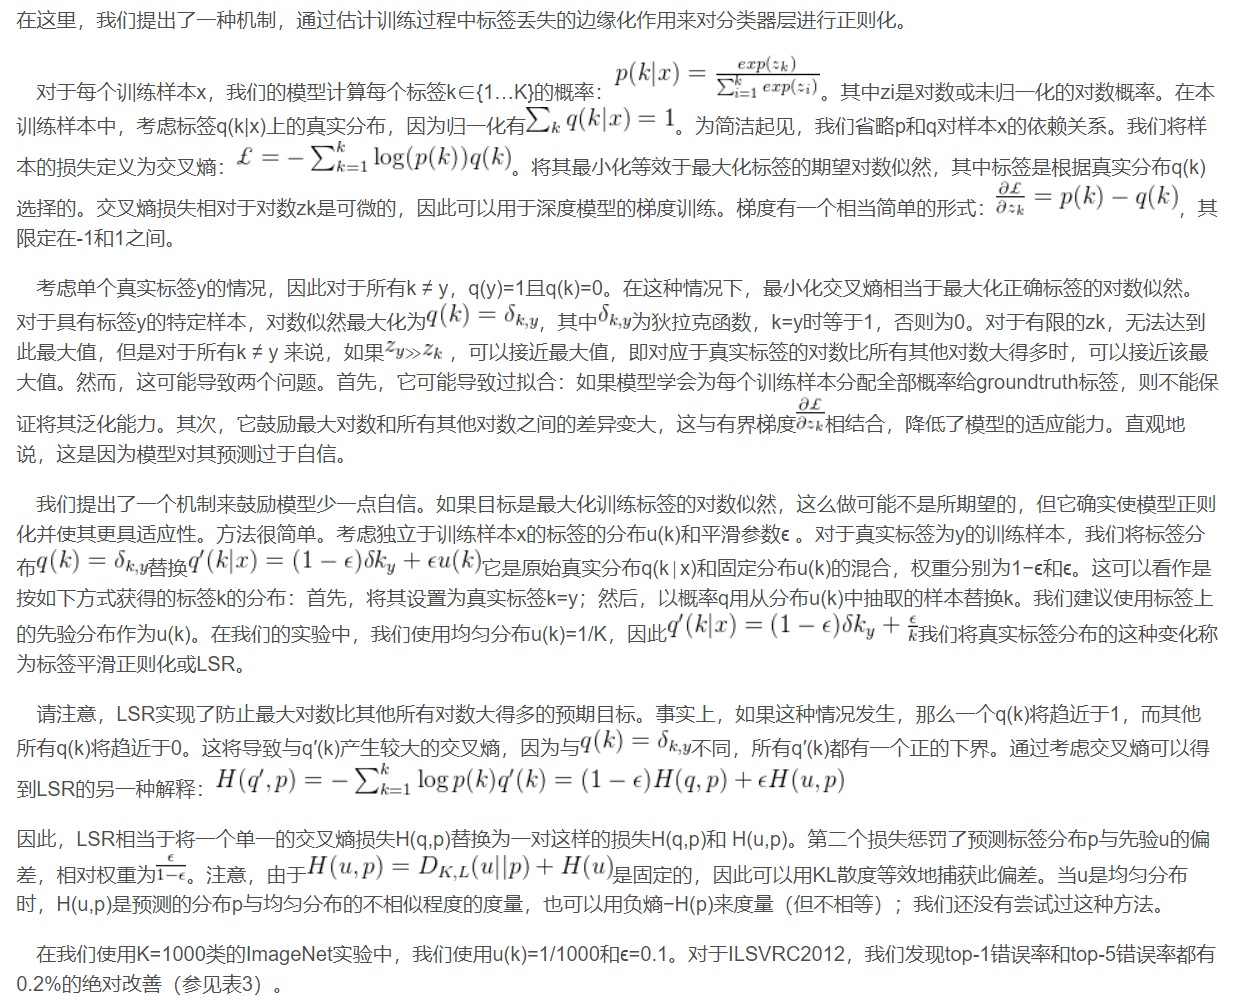 在这里，我们提出了一种机制，通过估计训练过程中标签丢失的边缘化作用来对分类器层进行正则化。
对于每个训练样本x，我们的模型计算每个标签k∈{1…K}的概率：p(k|x) = exp(z_k) / ∑_{i=1}^{k} exp(z_i)。其中zi是对数或未归一化的对数概率。在本
训练样本中，考虑标签q(k|x)上的真实分布，因为归一化有∑_k q(k|x) = 1。为简洁起见，我们省略p和q对样本x的依赖关系。我们将样
本的损失定义为交叉熵：£ = −∑_{k=1}^{k} log(p(k))q(k)。将其最小化等效于最大化标签的期望对数似然，其中标签是根据真实分布q(k)
选择的。交叉熵损失相对于对数zk是可微的，因此可以用于深度模型的梯度训练。梯度有一个相当简单的形式：∂£/∂z_k = p(k) − q(k)，其
限定在-1和1之间。
考虑单个真实标签y的情况，因此对于所有k ≠ y，q(y)=1且q(k)=0。在这种情况下，最小化交叉熵相当于最大化正确标签的对数似然。
对于具有标签y的特定样本，对数似然最大化为q(k) = δ_{k,y}，其中δ_{k,y}为狄拉克函数，k=y时等于1，否则为0。对于有限的zk，无法达到
此最大值，但是对于所有k ≠ y 来说，如果z_y≫z_k ，可以接近最大值，即对应于真实标签的对数比所有其他对数大得多时，可以接近该最
大值。然而，这可能导致两个问题。首先，它可能导致过拟合：如果模型学会为每个训练样本分配全部概率给groundtruth标签，则不能保
证将其泛化能力。其次，它鼓励最大对数和所有其他对数之间的差异变大，这与有界梯度∂£/∂z_k相结合，降低了模型的适应能力。直观地
说，这是因为模型对其预测过于自信。
我们提出了一个机制来鼓励模型少一点自信。如果目标是最大化训练标签的对数似然，这么做可能不是所期望的，但它确实使模型正则
化并使其更具适应性。方法很简单。考虑独立于训练样本x的标签的分布u(k)和平滑参数ϵ 。对于真实标签为y的训练样本，我们将标签分
布q(k) = δ_{k,y}替换q′(k|x) = (1 − ϵ)δk_y + ϵu(k)它是原始真实分布q(k∣x)和固定分布u(k)的混合，权重分别为1−ϵ和ϵ。这可以看作是
按如下方式获得的标签k的分布：首先，将其设置为真实标签k=y；然后，以概率q用从分布u(k)中抽取的样本替换k。我们建议使用标签上
的先验分布作为u(k)。在我们的实验中，我们使用均匀分布u(k)=1/K，因此q′(k|x) = (1 − ϵ)δk_y + ϵ/k我们将真实标签分布的这种变化称
为标签平滑正则化或LSR。
请注意，LSR实现了防止最大对数比其他所有对数大得多的预期目标。事实上，如果这种情况发生，那么一个q(k)将趋近于1，而其他
所有q(k)将趋近于0。这将导致与q′(k)产生较大的交叉熵，因为与q(k) = δ_{k,y}不同，所有q′(k)都有一个正的下界。通过考虑交叉熵可以得
到LSR的另一种解释：H(q′, p) = −∑_{k=1}^{k} log p(k)q′(k) = (1 − ϵ)H(q, p) + ϵH(u, p)
因此，LSR相当于将一个单一的交叉熵损失H(q,p)替换为一对这样的损失H(q,p)和 H(u,p)。第二个损失惩罚了预测标签分布p与先验u的偏
差，相对权重为ϵ/(1−ϵ)。注意，由于H(u, p) = D_{K,L}(u||p) + H(u)是固定的，因此可以用KL散度等效地捕获此偏差。当u是均匀分布
时，H(u,p)是预测的分布p与均匀分布的不相似程度的度量，也可以用负熵−H(p)来度量（但不相等）；我们还没有尝试过这种方法。
在我们使用K=1000类的ImageNet实验中，我们使用u(k)=1/1000和ϵ=0.1。对于ILSVRC2012，我们发现top-1错误率和top-5错误率都有
0.2%的绝对改善（参见表3）。